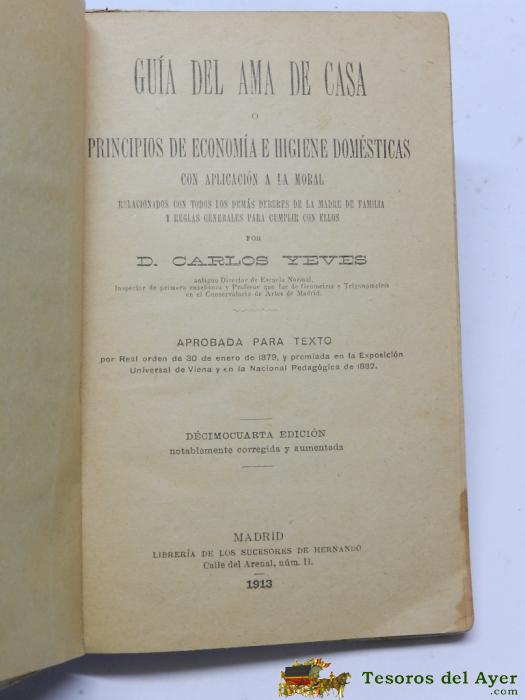 GUÍA DEL AMA DE CASA
O
PRINCIPIOS DE ECONOMÍA E HIGIENE DOMÉSTICAS
CON APLICACIÓN A LA MORAL
RELACIONADOS CON TODOS LOS DEMÁS DEBERES DE LA MADRE DE FAMILIA
Y REGLAS GENERALES PARA CUMPLIR CON ELLOS
POR
D. CARLOS YEVES
antiguo Director de Escuela Normal,
Inspector de primera enseñanza y Profesor que fué de Geometría y Trigonometría
en el Conservatorio de Artes de Madrid.
APROBADA PARA TEXTO
por Real orden de 30 de enero de 1879, y premiada en la Exposición
Universal de Viena y en la Nacional Pedagógica de 1882.
DÉCIMOCUARTA EDICIÓN
notablemente corregida y aumentada
MADRID
LIBRERÍA DE LOS SUCESORES DE HERNANDO
Calle del Arenal, núm. 11.
1913
Tesoros del Ayer
.com